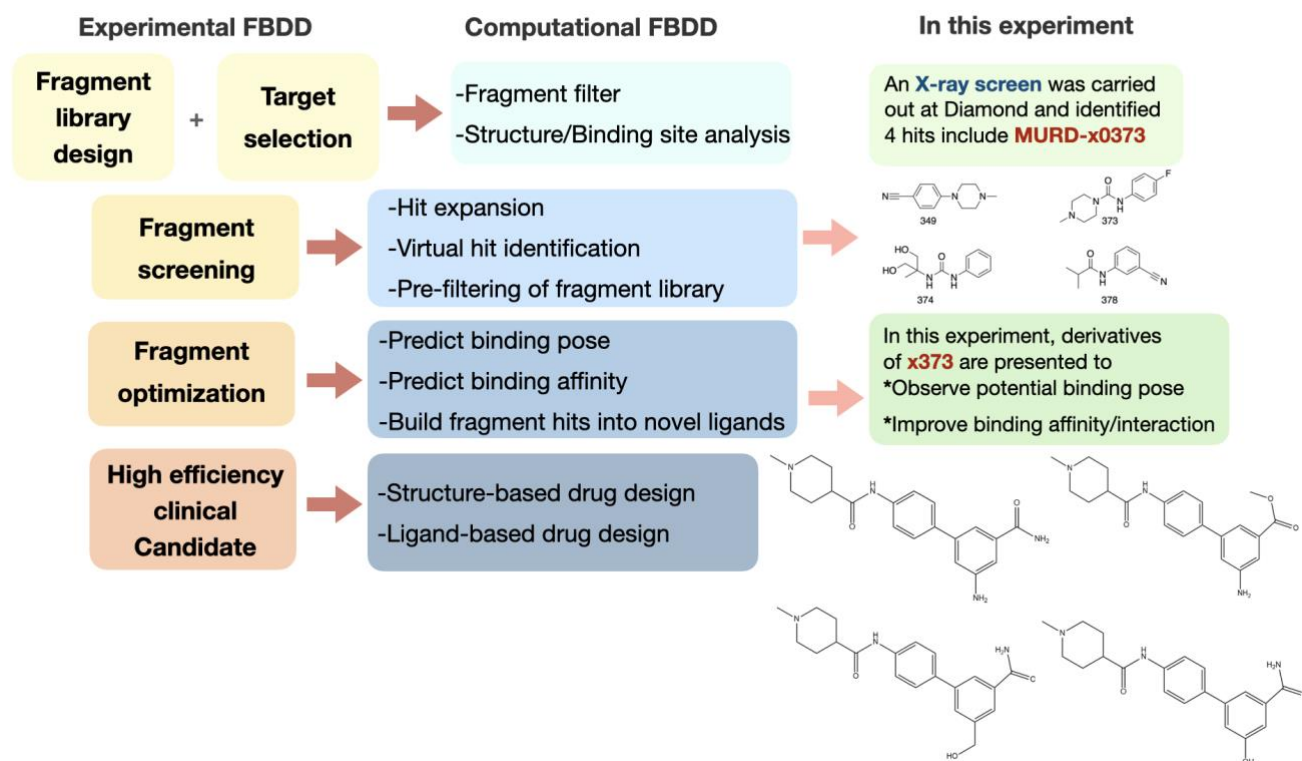 Experimental FBDD
Computational FBDD
In this experiment
Fragment
library
design
+
Target
selection
-Fragment filter
-Structure/Binding site analysis
An X-ray screen was carried
out at Diamond and identified
4 hits include MURD-x0373
Fragment
screening
-Hit expansion
-Virtual hit identification
-Pre-filtering of fragment library
N
N
N
349
N
N
O
N
H
F
373
HO
HO
N
H
O
N
H
374
O
N
H
N
378
Fragment
optimization
-Predict binding pose
-Predict binding affinity
-Build fragment hits into novel ligands
In this experiment, derivatives
of x373 are presented to
*Observe potential binding pose
*Improve binding affinity/interaction
High efficiency
clinical
Candidate
-Structure-based drug design
-Ligand-based drug design
N
H
N
O
O
NH₂
NH₂
N
H
N
O
O
O
NH₂
N
H
N
O
H₂N
HO
N
H
N
O
H₂N